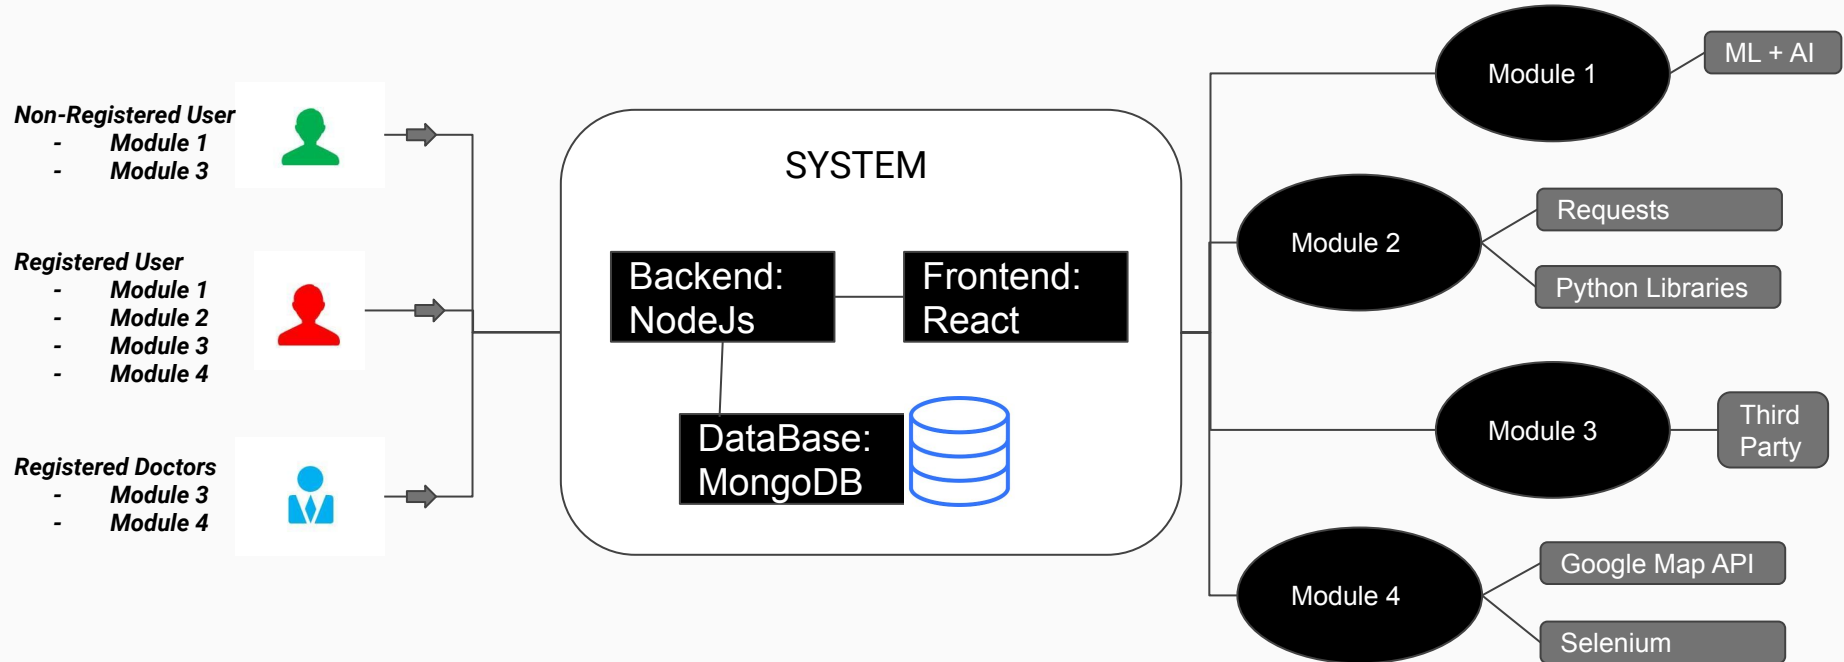 Non-Registered User
- Module 1
- Module 3
Registered User
- Module 1
- Module 2
- Module 3
- Module 4
Registered Doctors
- Module 3
- Module 4
SYSTEM
Backend:
NodeJs
Frontend:
React
DataBase:
MongoDB
Module 1
ML + AI
Module 2
Requests
Python Libraries
Module 3
Third
Party
Module 4
Google Map API
Selenium